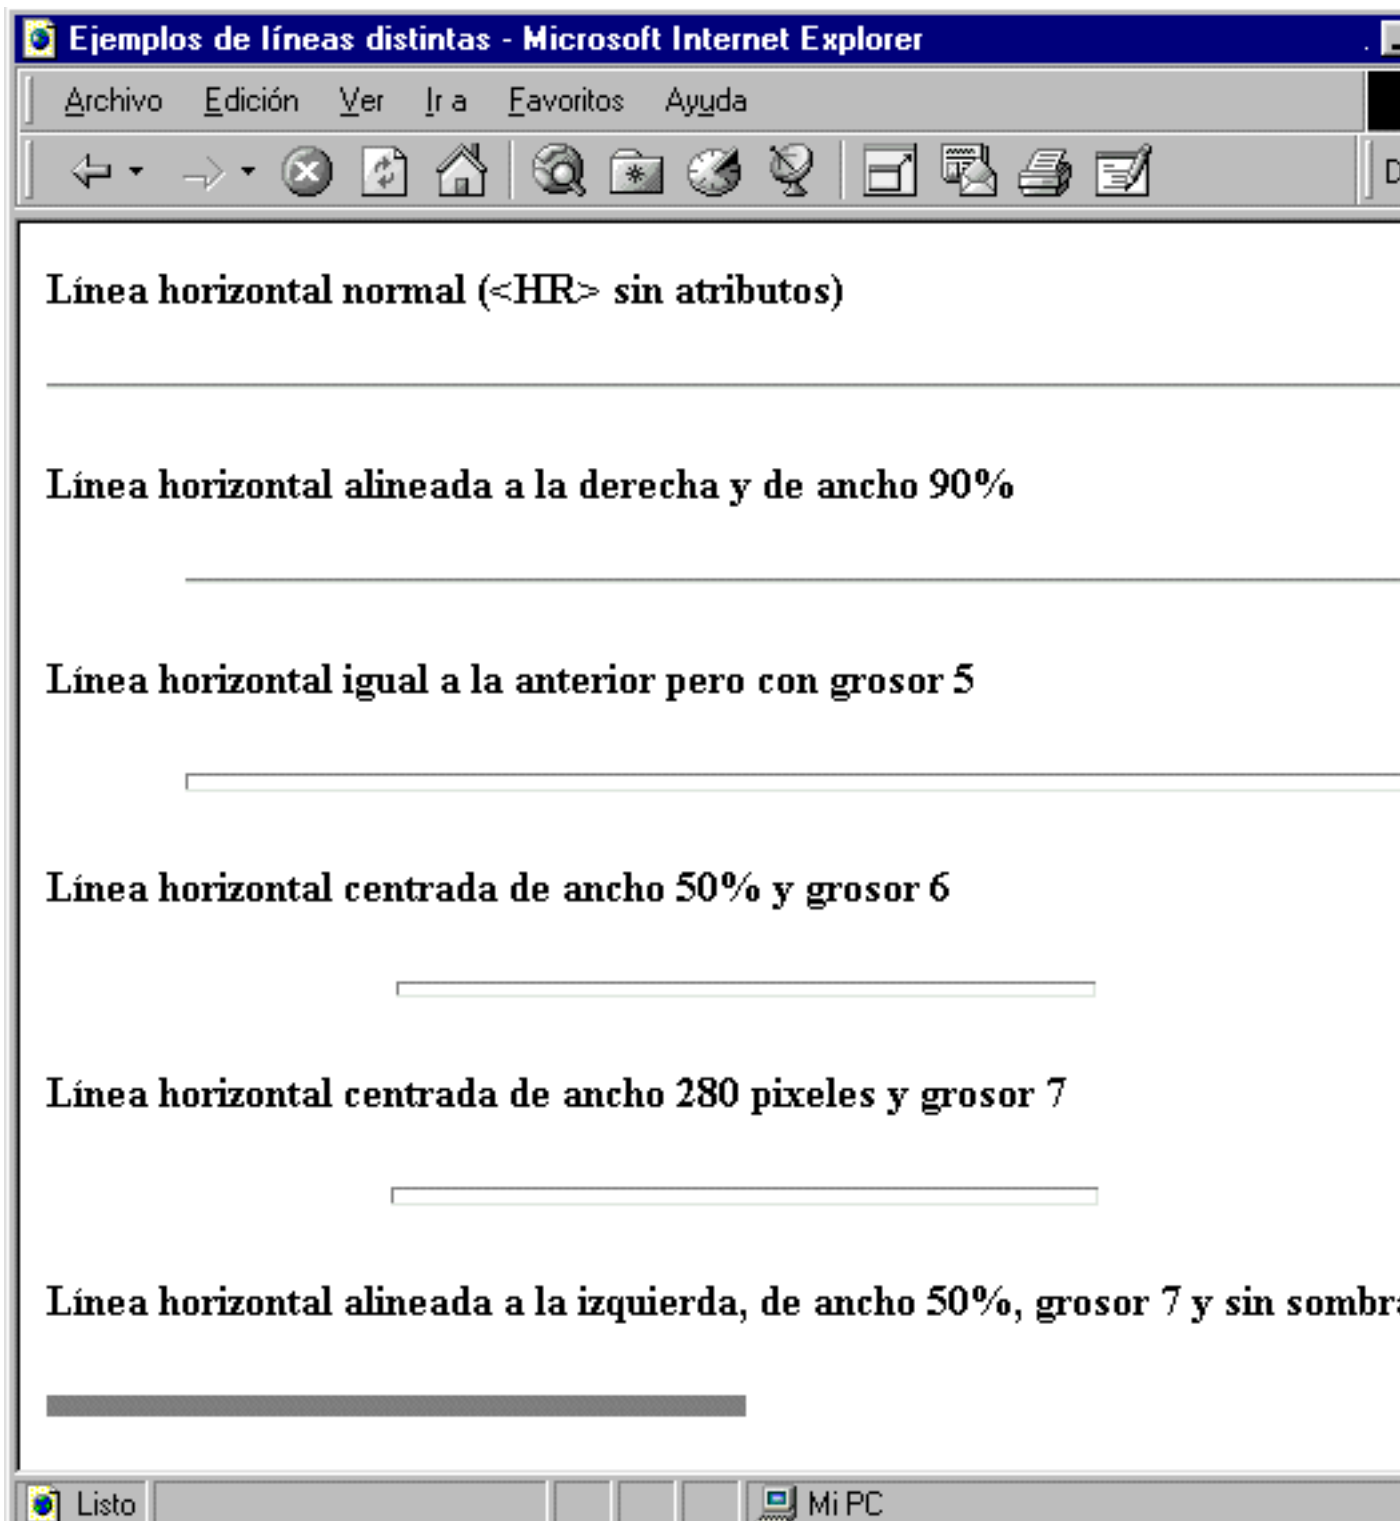 Ejemplos de líneas distintas - Microsoft Internet Explorer
Archivo Edición Ver Ir a Favoritos Ayuda
Línea horizontal normal (<HR> sin atributos)
Línea horizontal alineada a la derecha y de ancho 90%
Línea horizontal igual a la anterior pero con grosor 5
Línea horizontal centrada de ancho 50% y grosor 6
Línea horizontal centrada de ancho 280 pixeles y grosor 7
Línea horizontal alineada a la izquierda, de ancho 50%, grosor 7 y sin
Listo Mi PC